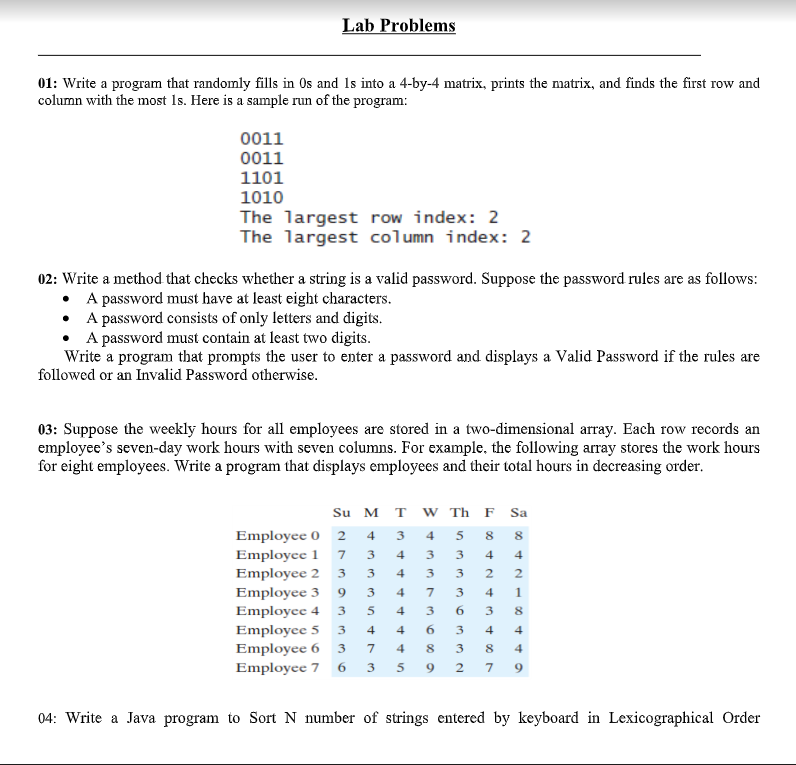 Lab Problems
01: Write a program that randomly fills in 0s and 1s into a 4-by-4 matrix, prints the matrix, and finds the first row and
column with the most 1s. Here is a sample run of the program:
0011
0011
1101
1010
The largest row index: 2
The largest column index: 2
02: Write a method that checks whether a string is a valid password. Suppose the password rules are as follows:
• A password must have at least eight characters.
• A password consists of only letters and digits.
• A password must contain at least two digits.
Write a program that prompts the user to enter a password and displays a Valid Password if the rules are
followed or an Invalid Password otherwise.
03: Suppose the weekly hours for all employees are stored in a two-dimensional array. Each row records an
employee's seven-day work hours with seven columns. For example, the following array stores the work hours
for eight employees. Write a program that displays employees and their total hours in decreasing order.
Su M T W Th F Sa
Employee 0 2 4 3 4 5 8 8
Employee 1 7 3 4 3 3 4 4
Employee 2 3 3 4 3 3 2 2
Employee 3 9 3 4 7 3 4 1
Employee 4 3 5 4 3 6 3 8
Employee 5 3 4 4 6 3 4 4
Employee 6 3 7 4 8 3 8 4
Employee 7 6 3 5 9 2 7 9
04: Write a Java program to Sort N number of strings entered by keyboard in Lexicographical Order